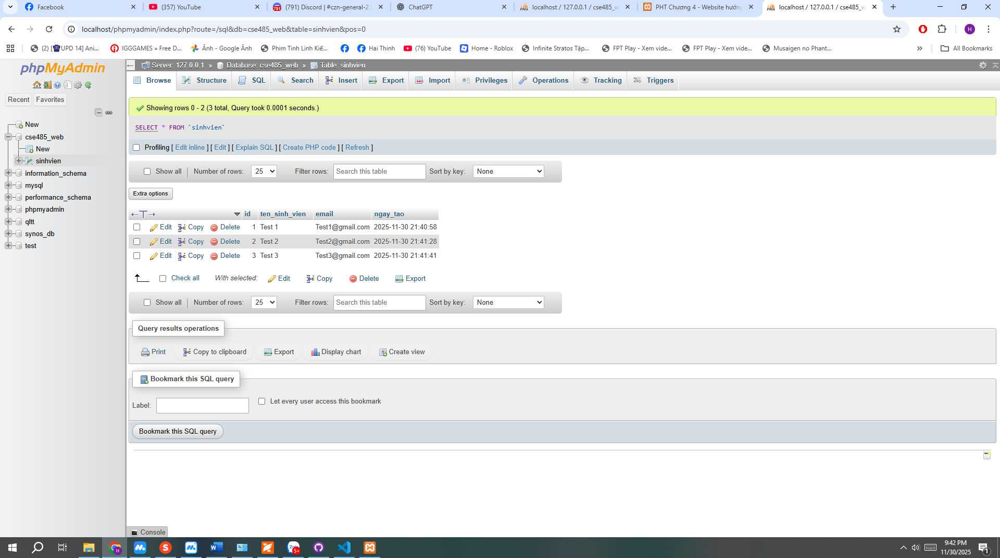 Facebook
(357) YouTube
(791) Discord | #czn-general-2
ChatGPT
localhost / 127.0.0.1 / cse485_w
PHT Chương 4 - Website hướng
localhost / 127.0.0.1 / cse485_w
localhost/phpmyadmin/index.php?route=/sql&db=cse485_web&table=sinhvien&pos=0
H
(2) [UPD 14] Ani...
IGGGAMES » Free D...
Ảnh - Google Ảnh
Phim Tinh Linh Kiế...
Hai Thinh
(76) YouTube
Home - Roblox
Infinite Stratos Tập...
FPT Play - Xem vide...
FPT Play - Xem vide...
Musaigen no Phant...
All Bookmarks
phpMyAdmin
Server: 127.0.0.1 » Database: cse485_web » Table: sinhvien
Browse
Structure
SQL
Search
Insert
Export
Import
Privileges
Operations
Tracking
Triggers
Recent
Favorites
New
cse485_web
New
sinhvien
information_schema
mysql
performance_schema
phpmyadmin
qltt
synos_db
test
Showing rows 0 - 2 (3 total, Query took 0.0001 seconds.)
SELECT * FROM `sinhvien`
Profiling [ Edit inline ] [ Edit ] [ Explain SQL ] [ Create PHP code ] [ Refresh ]
Show all | Number of rows: 25 Filter rows: Search this table Sort by key: None
Extra options
id ten_sinh_vien email ngay_tao
Edit Copy Delete 1 Test 1 Test1@gmail.com 2025-11-30 21:40:58
Edit Copy Delete 2 Test 2 Test2@gmail.com 2025-11-30 21:41:28
Edit Copy Delete 3 Test 3 Test3@gmail.com 2025-11-30 21:41:41
Check all With selected: Edit Copy Delete Export
Show all | Number of rows: 25 Filter rows: Search this table Sort by key: None
Query results operations
Print Copy to clipboard Export Display chart Create view
Bookmark this SQL query
Label: Let every user access this bookmark
Bookmark this SQL query
Console
9:42 PM
11/30/2025
1